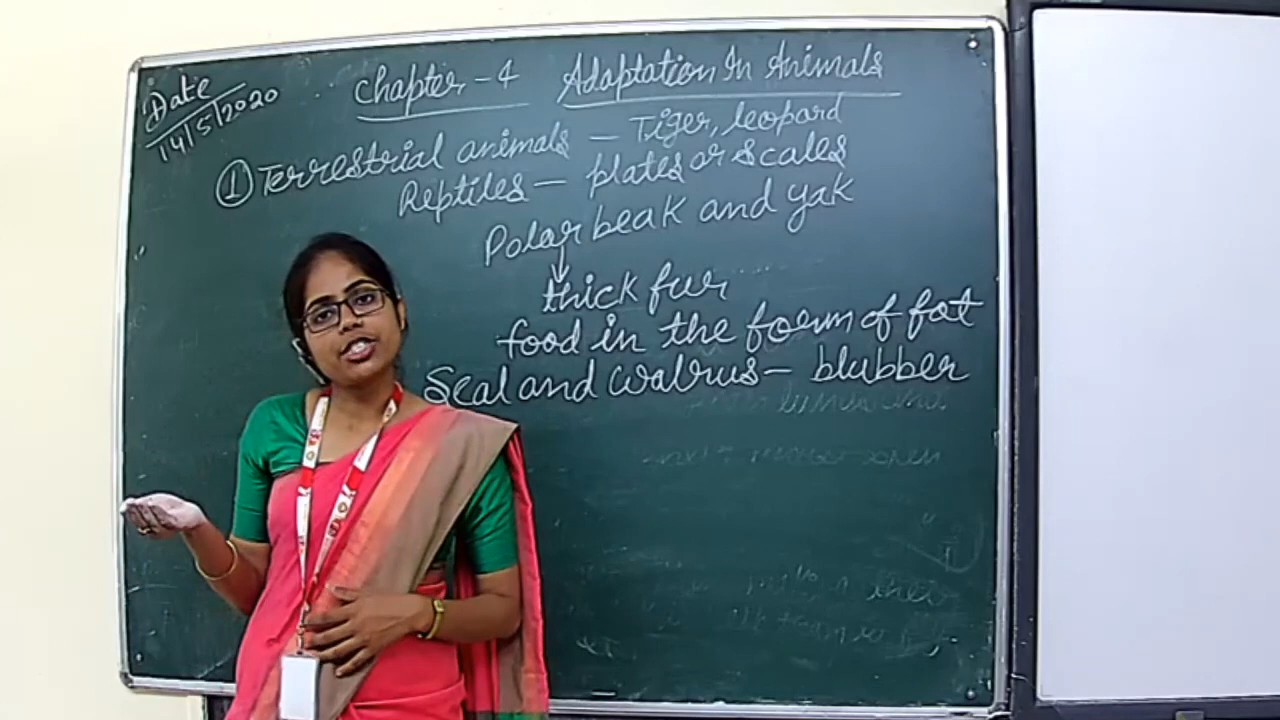 Date
14/5/2020
Chapter - 4 Adaptation In Animals
① Terrestrial animals — Tiger, leopard
Reptiles — plates or scales
Polar beak and yak
thick fur
food in the form of fat
Seal and Walrus — blubber